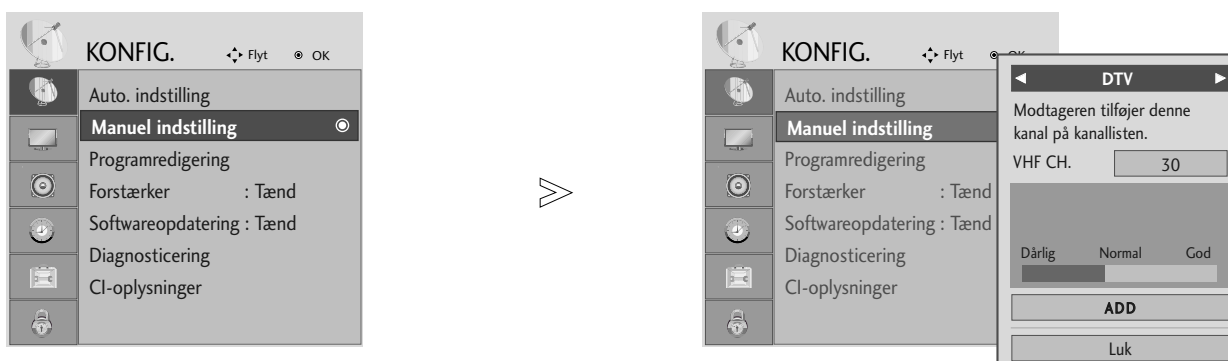 KONFIG. Flyt OK
Auto. indstilling
Manuel indstilling
Programredigering
Forstærker : Tænd
Softwareopdatering : Tænd
Diagnosticering
CI-oplysninger
KONFIG. Flyt
Auto. indstilling
Manuel indstilling
Programredigering
Forstærker : Tænd
Softwareopdatering : Tænd
Diagnosticering
CI-oplysninger
DTV
Modtageren tilføjer denne
kanal på kanallisten.
VHF CH. 30
Dårlig Normal God
ADD
Luk